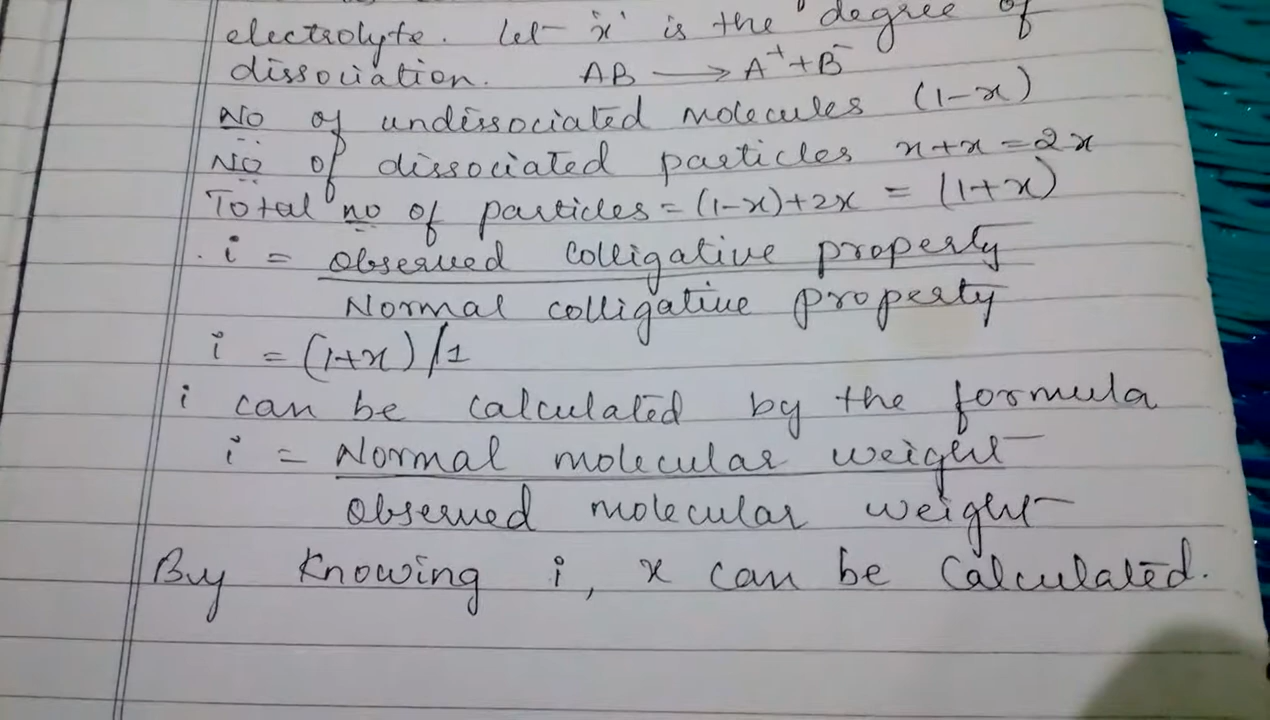 electrolyte. Let 'x' is the degree of
dissociation. AB → A⁺ + B⁻
No of undissociated molecules (1-x)
No of dissociated particles x+x=2x
Total no of particles = (1-x)+2x = (1+x)
i = Observed colligative property
Normal colligative property
i = (1+x)/1
i can be calculated by the formula
i = Normal molecular weight
Observed molecular weight
By Knowing i, x can be Calculated.